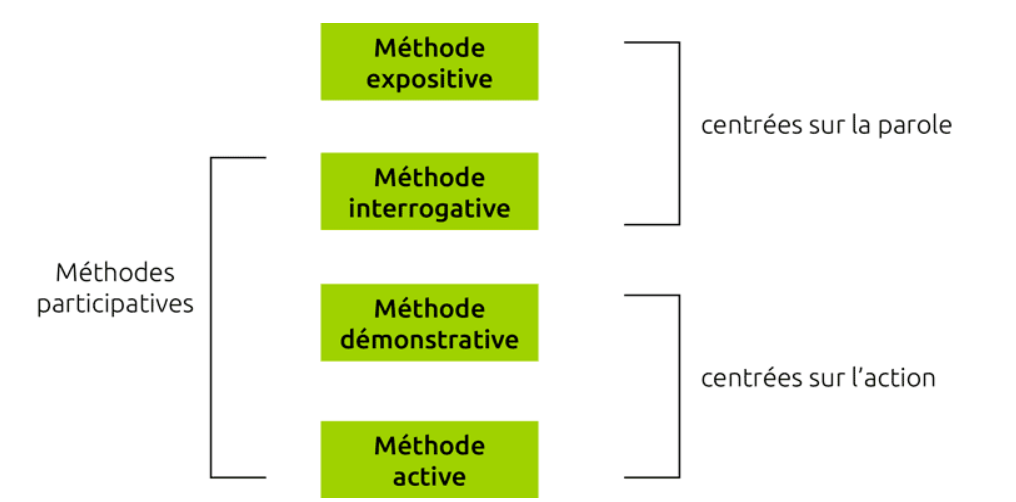 Méthode
expositive
centrées sur la parole
Méthode
interrogative
Méthodes
participatives
Méthode
démonstrative
centrées sur l’action
Méthode
active